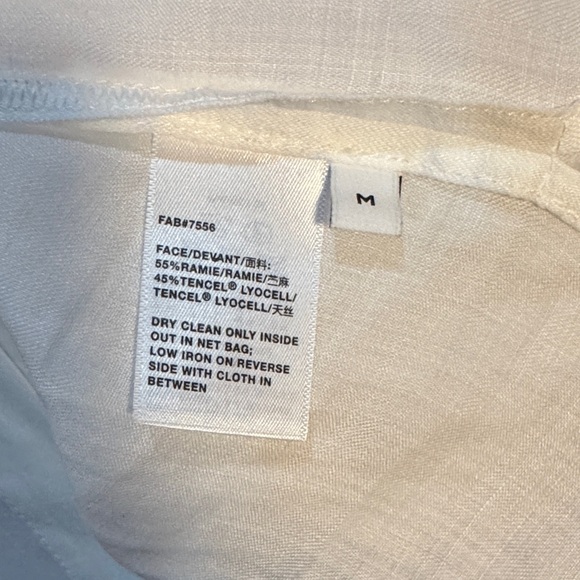 FAB#7556
FACE/DEVANT/面料:
55%RAMIE/RAMIE/苎麻
45%TENCEL® LYOCELL/
TENCEL® LYOCELL/天丝
DRY CLEAN ONLY INSIDE
OUT IN NET BAG;
LOW IRON ON REVERSE
SIDE WITH CLOTH IN
BETWEEN
M